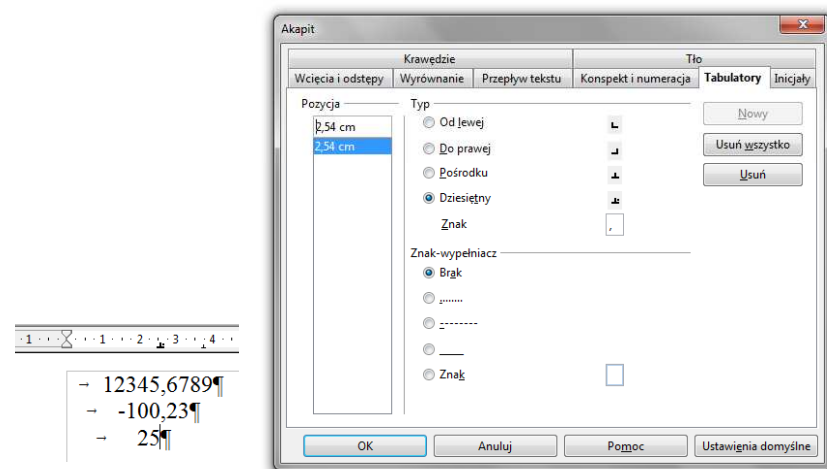 Akapit
Krawędzie Tło
Wcięcia i odstępy Wyrównanie Przepływ tekstu Konspekt i numeracja Tabulatory Inicjały
Pozycja
2,54 cm
2,54 cm
Typ
Od lewej
Do prawej
Pośrodku
Dziesiętny
Znak ,
Znak-wypełniacz
Brak
.......
--------
____
Znak
Nowy
Usuń wszystko
Usuń
OK Anuluj Pomoc Ustawienia domyślne
1 1 2 3 4
→ 12345,6789¶
→ -100,23¶
→ 25¶